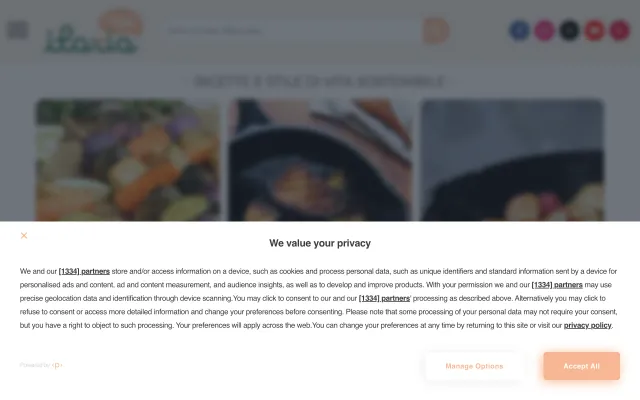 ilaria
RICETTE E STILE DI VITA SOSTENIBILE
We value your privacy
We and our [1334] partners store and/or access information on a device, such as cookies and process personal data, such as unique identifiers and standard information sent by a device for
personalised ads and content, ad and content measurement, and audience insights, as well as to develop and improve products. With your permission we and our [1334] partners may use
precise geolocation data and identification through device scanning.You may click to consent to our and our [1334] partners' processing as described above. Alternatively you may click to
refuse to consent or access more detailed information and change your preferences before consenting. Please note that some processing of your personal data may not require your consent,
but you have a right to object to such processing. Your preferences will apply across the web.You can change your preferences at any time by returning to this site or visit our privacy policy.
Powered by
Manage Options
Accept All